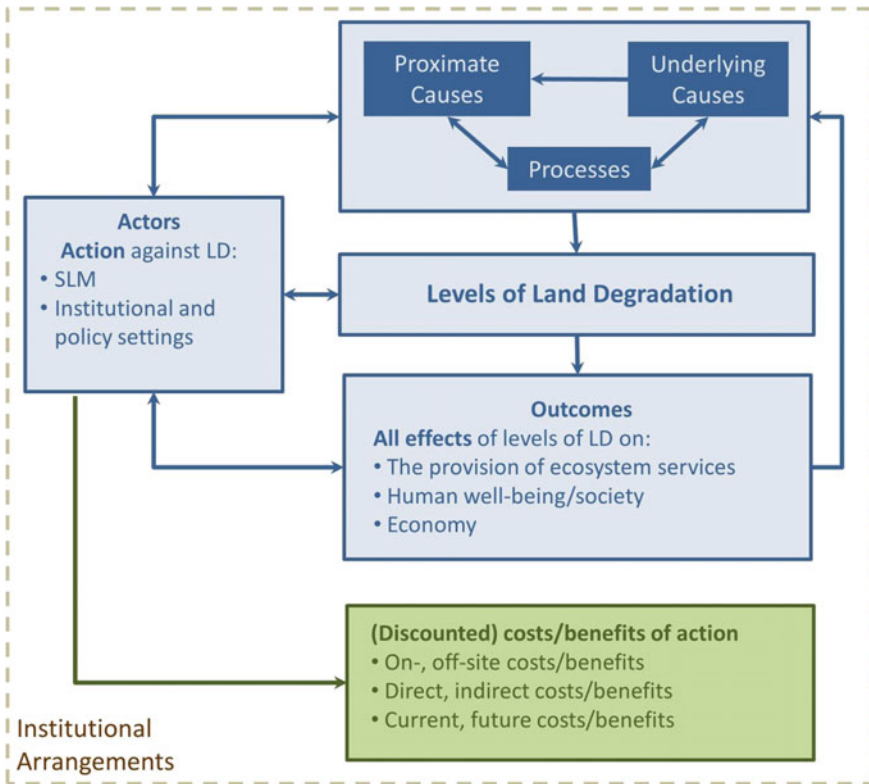 Proximate
Causes
Underlying
Causes
Processes
Actors
Action against LD:
• SLM
• Institutional and
policy settings
Levels of Land Degradation
Outcomes
All effects of levels of LD on:
• The provision of ecosystem services
• Human well-being/society
• Economy
(Discounted) costs/benefits of action
• On-, off-site costs/benefits
• Direct, indirect costs/benefits
• Current, future costs/benefits
Institutional
Arrangements